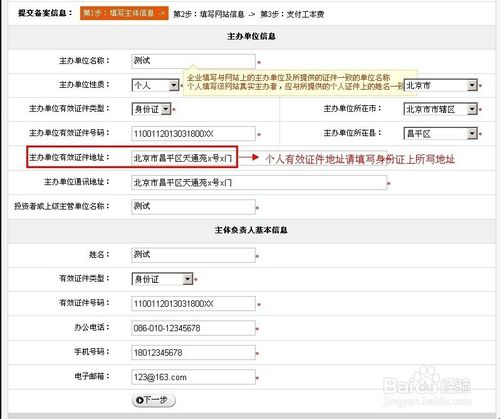 提交备案信息 第1步：填写主体信息 -> 第2步：填写网站信息 -> 第3步：支付工本费
主办单位信息
主办单位名称： 测试 *
企业填写与网站上的主办单位及所提供的证件一致的单位名称
个人填写该网站真实主办者，应与所提供的个人证件上的姓名一致
主办单位性质： 个人 * 北京市 *
主办单位有效证件类型： 身份证 * 主办单位所在市： 北京市市辖区 *
主办单位有效证件号码： 1100112013031800XX * 主办单位所在县： 昌平区 *
主办单位有效证件地址： 北京市昌平区天通苑x号x门 个人有效证件地址请填写身份证上所写地址
主办单位通讯地址： 北京市昌平区天通苑x号x门 *
投资者或上级主管单位名称： 测试 *
主体负责人基本信息
姓名： 测试 *
有效证件类型： 身份证 *
有效证件号码： 1100112013031800XX *
办公电话： 086-010-12345678 *
手机号码： 18012345678 *
电子邮箱： 123@163.com *
下一步
Baidu经验
jingyan.baidu.com